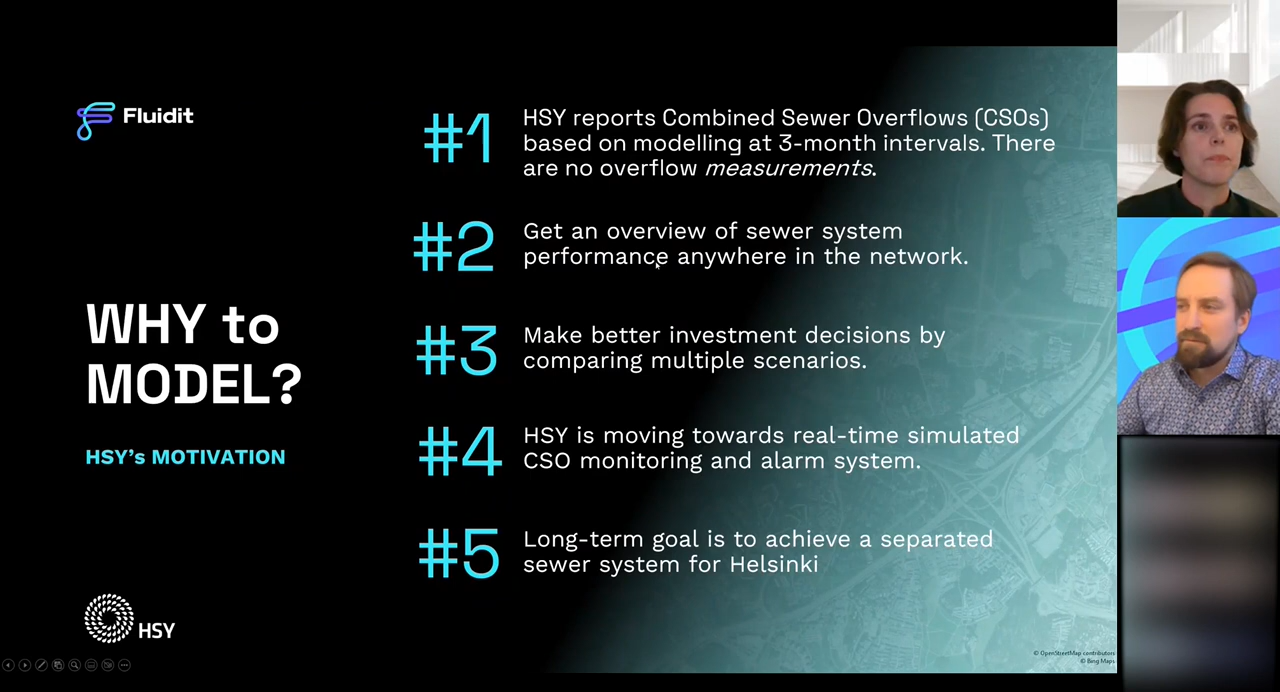 Fluidit
WHY to
MODEL?
HSY's MOTIVATION
#1
HSY reports Combined Sewer Overflows (CSOs)
based on modelling at 3-month intervals. There
are no overflow measurements.
#2
Get an overview of sewer system
performance anywhere in the network.
#3
Make better investment decisions by
comparing multiple scenarios.
#4
HSY is moving towards real-time simulated
CSO monitoring and alarm system.
#5
Long-term goal is to achieve a separated
sewer system for Helsinki
HSY
© OpenStreetMap contributors
© Bing Maps